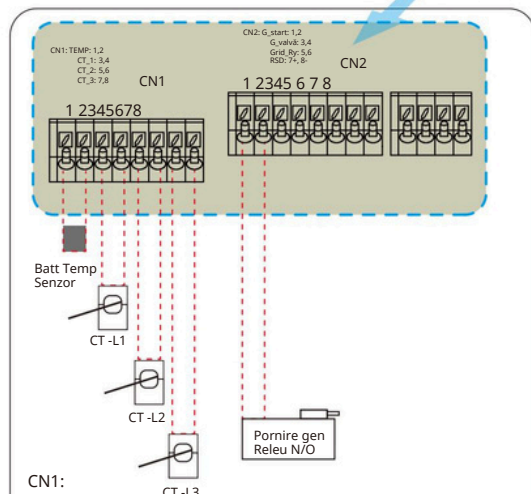 CN1: TEMP: 1,2
CT_1: 3,4
CT_2: 5,6
CT_3: 7,8
CN1
1 2345678
CN2: G_start: 1,2
G_valvă: 3,4
Grid_Ry: 5,6
RSD: 7+, 8-
CN2
1 2345 6 7 8
Batt Temp
Senzor
CT -L1
CT -L2
Pornire gen
Releu N/O
CN1:
CT -L3